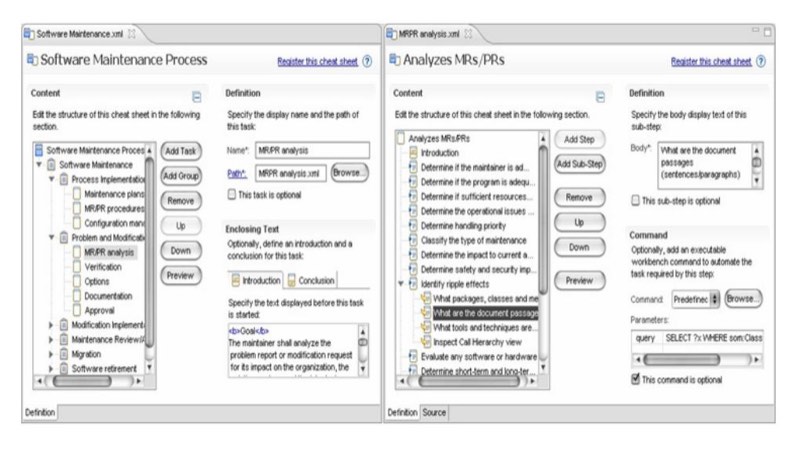 Software Maintenance.xml
Software Maintenance Process
Register this cheat sheet
Content
Edit the structure of this cheat sheet in the following
section.
Software Maintenance Proces
Software Maintenance
Process Implementation
Maintenance plans
MR/PR procedures
Configuration manc
Problem and Modificati
MR/PR analysis
Verification
Options
Documentation
Approval
Modification Implement
Maintenance Review/A
Migration
Software retirement
Add Task
Add Group
Remove
Up
Down
Preview
Definition
Specify the display name and the path of
this task:
Name*: MR/PR analysis
Path*: MRPR analysis.xml Browse...
This task is optional
Enclosing Text
Optionally, define an introduction and a
conclusion for this task:
Introduction Conclusion
Specify the text displayed before this task
is started:
<b>Goal</b>
The maintainer shall analyze the
problem report or modification request
for its impact on the organization, the
Definition
MRPR analysis.xml
Analyzes MRs/PRs
Register this cheat sheet
Content
Edit the structure of this cheat sheet in the following section.
Analyzes MRs/PRs
Introduction
Determine if the maintainer is ad...
Determine if the program is adequ...
Determine if sufficient resources...
Determine the operational issues ...
Determine handling priority
Classify the type of maintenance
Determine the impact to current a...
Determine safety and security imp...
Identify ripple effects
What packages, classes and me
What are the document passage
What tools and techniques are...
Inspect Call Hierarchy view
Evaluate any software or hardware
Determine short-term and long-ter...
Add Step
Add Sub-Step
Remove
Up
Down
Preview
Definition
Specify the body display text of this
sub-step:
Body*: What are the document
passages
(sentences/paragraphs)
This sub-step is optional
Command
Optionally, add an executable
workbench command to automate the
task required by this step:
Command: Predefinec Browse...
Parameters:
query SELECT ?x WHERE som:Class
This command is optional
Definition Source